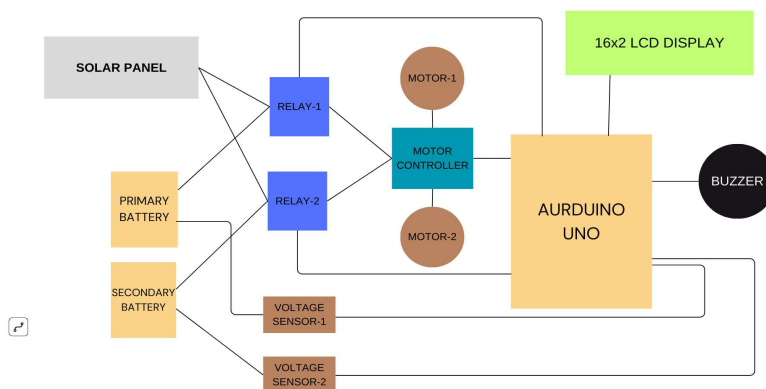 16x2 LCD DISPLAY
SOLAR PANEL
MOTOR-1
RELAY-1
MOTOR
CONTROLLER
PRIMARY
BATTERY
RELAY-2
MOTOR-2
AURDUINO
UNO
BUZZER
SECONDARY
BATTERY
VOLTAGE
SENSOR-1
VOLTAGE
SENSOR-2